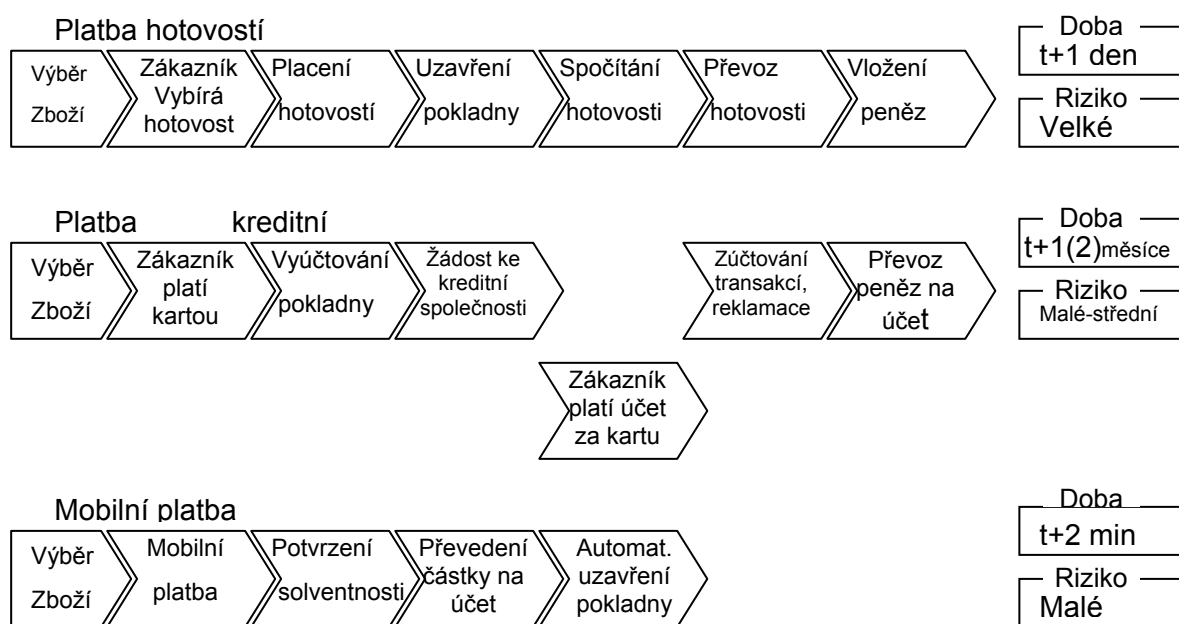 Platba hotovostí
Výběr
Zboží
Zákazník
Vybírá
hotovost
Placení
hotovostí
Uzavření
pokladny
Spočítání
hotovosti
Převoz
hotovosti
Vložení
peněz
Doba
t+1 den
Riziko
Velké
Platba kreditní
Výběr
Zboží
Zákazník
platí
kartou
Vyúčtování
pokladny
Žádost ke
kreditní
společnosti
Zákazník
platí účet
za kartu
Zúčtování
transakcí,
reklamace
Převoz
peněz na
účet
Doba
t+1(2)měsíce
Riziko
Malé-střední
Mobilní platba
Výběr
Zboží
Mobilní
platba
Potvrzení
solventnosti
Převedení
částky na
účet
Automat.
uzavření
pokladny
Doba
t+2 min
Riziko
Malé